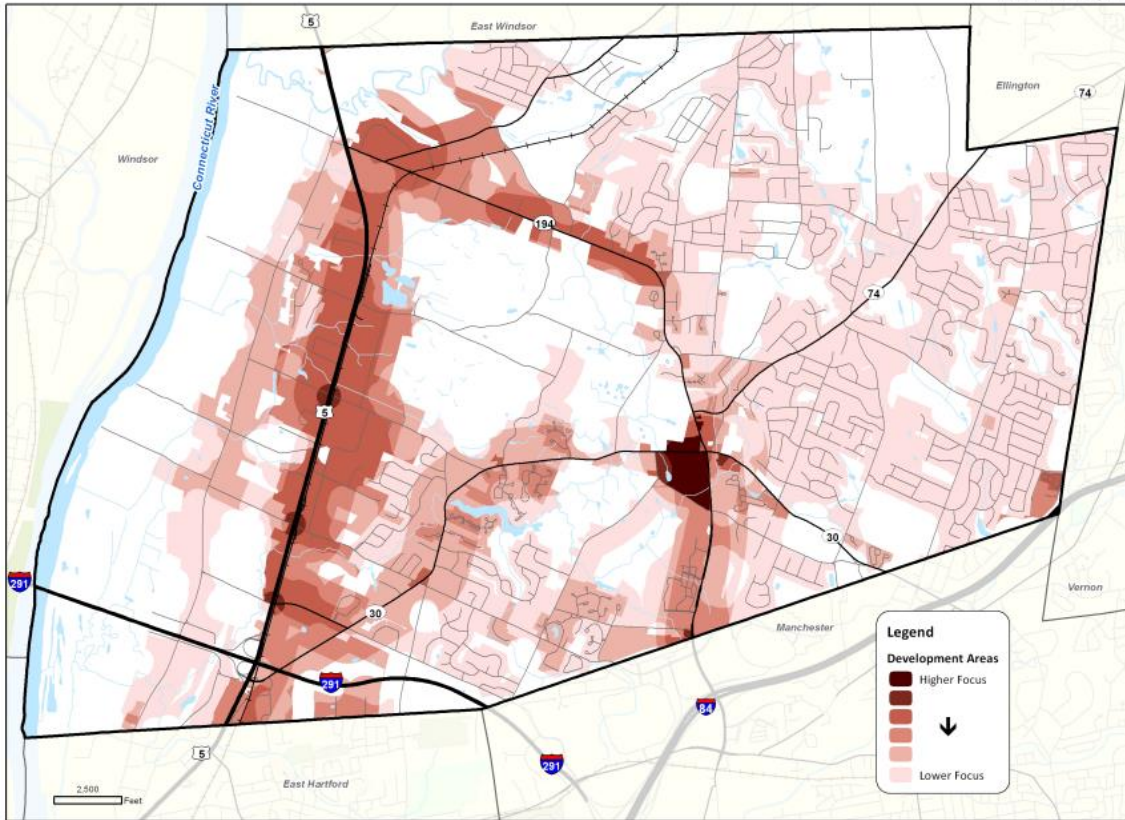 5
East Windsor
Ellington
74
Windsor
Connecticut River
194
74
5
30
291
30
291
Vernon
Manchester
84
5
291
East Hartford
2,500
Feet
Legend
Development Areas
Higher Focus
Lower Focus